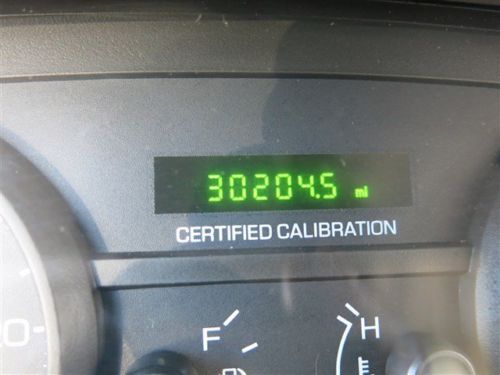 30204.5 mi
CERTIFIED CALIBRATION
F H